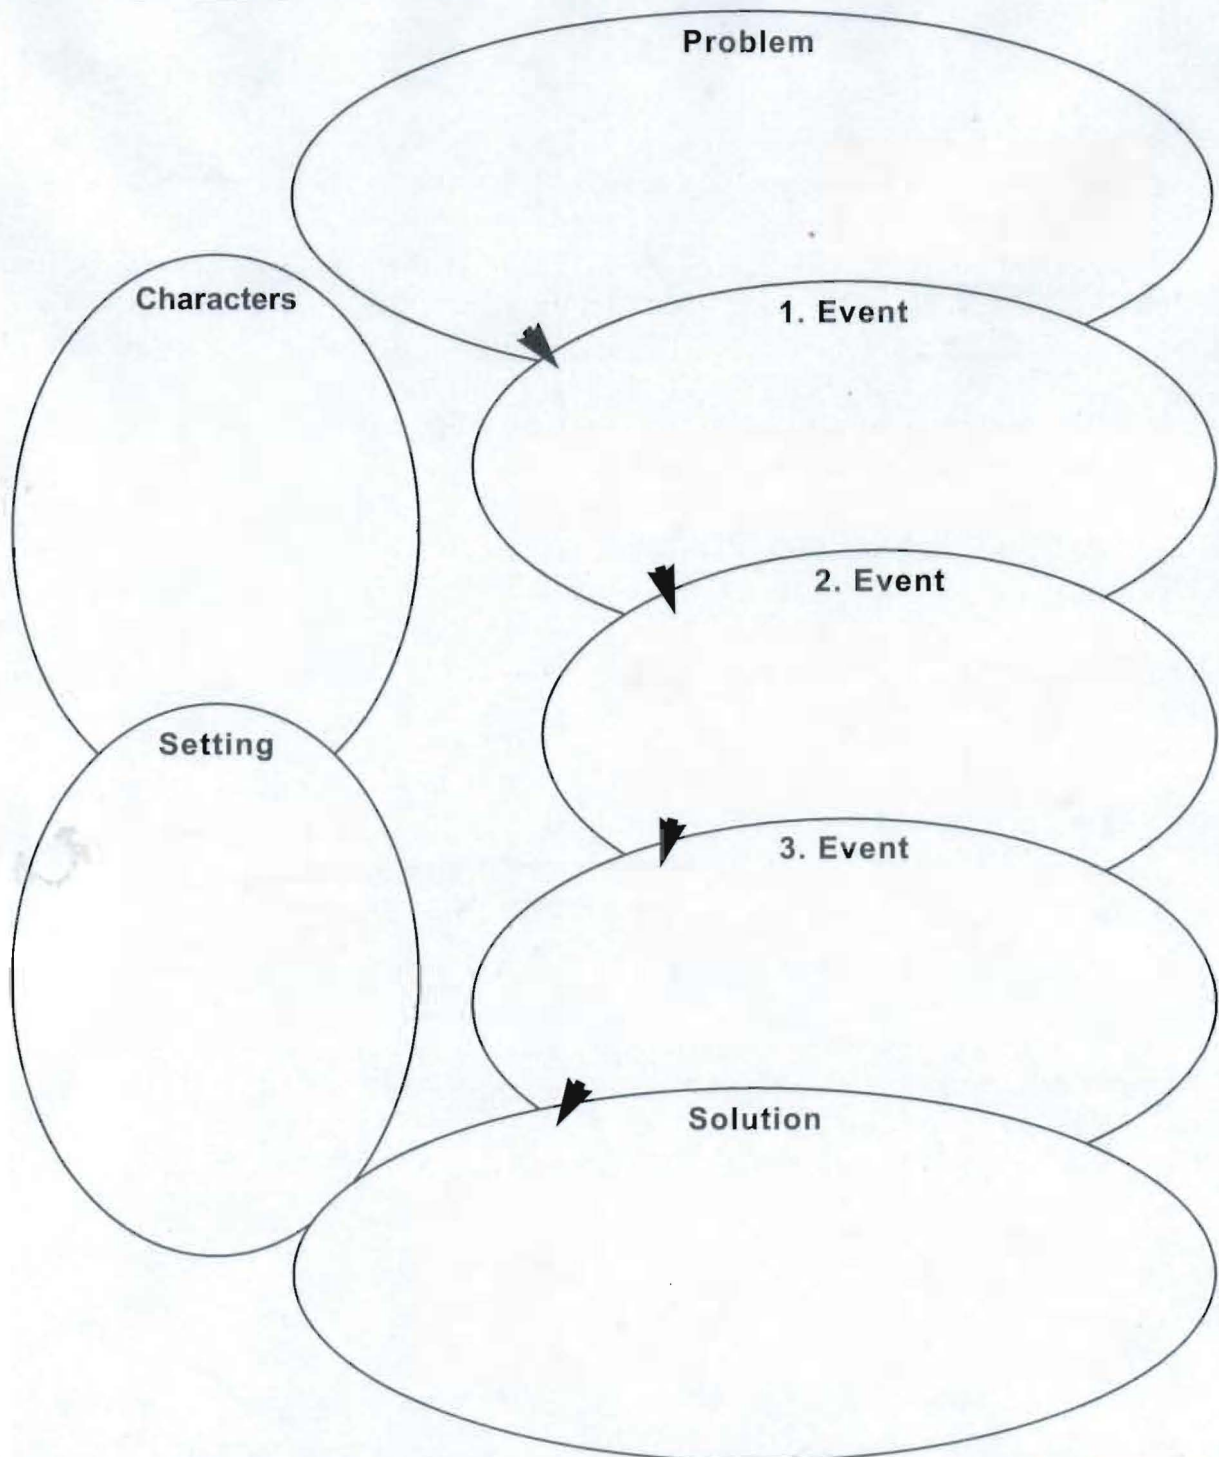 Problem
Characters
1. Event
2. Event
Setting
3. Event
Solution